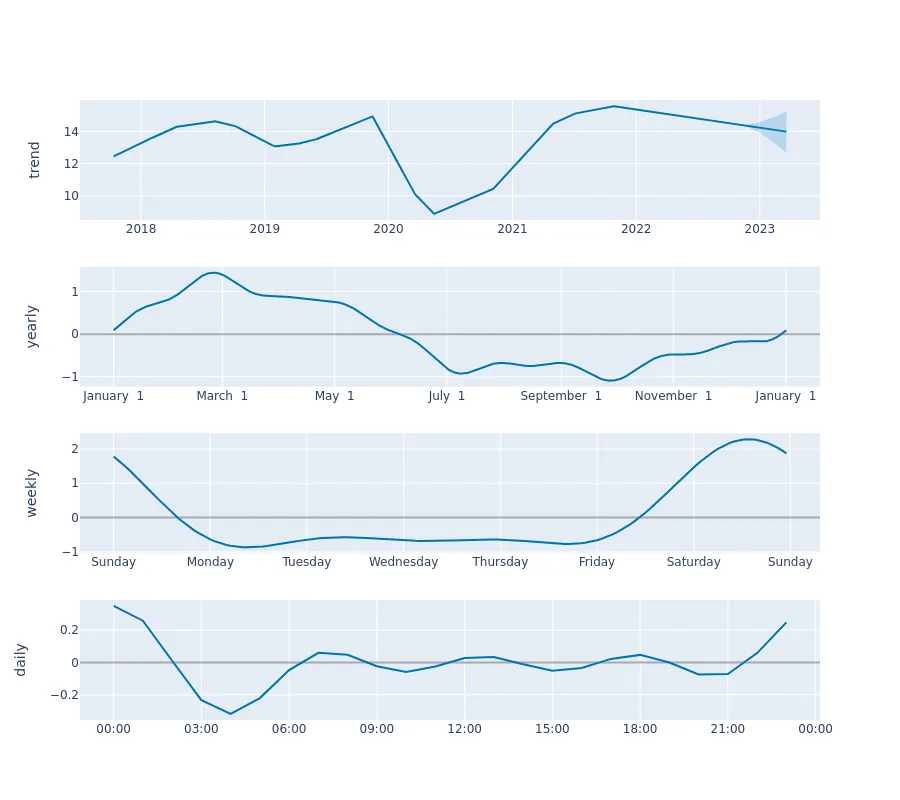 trend
14
12
10
2018 2019 2020 2021 2022 2023
yearly
1
0
−1
January 1 March 1 May 1 July 1 September 1 November 1 January 1
weekly
2
1
0
−1
Sunday Monday Tuesday Wednesday Thursday Friday Saturday Sunday
daily
0.2
0
−0.2
00:00 03:00 06:00 09:00 12:00 15:00 18:00 21:00 00:00